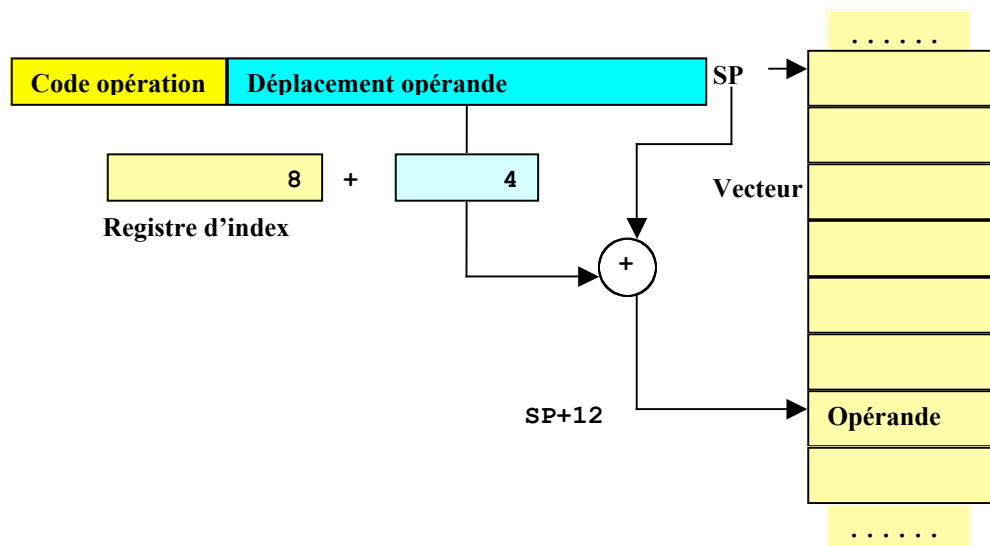 . . . . . .
Code opération Déplacement opérande SP
8 + 4
Vecteur
Registre d'index
+
SP+12 Opérande
. . . . . .